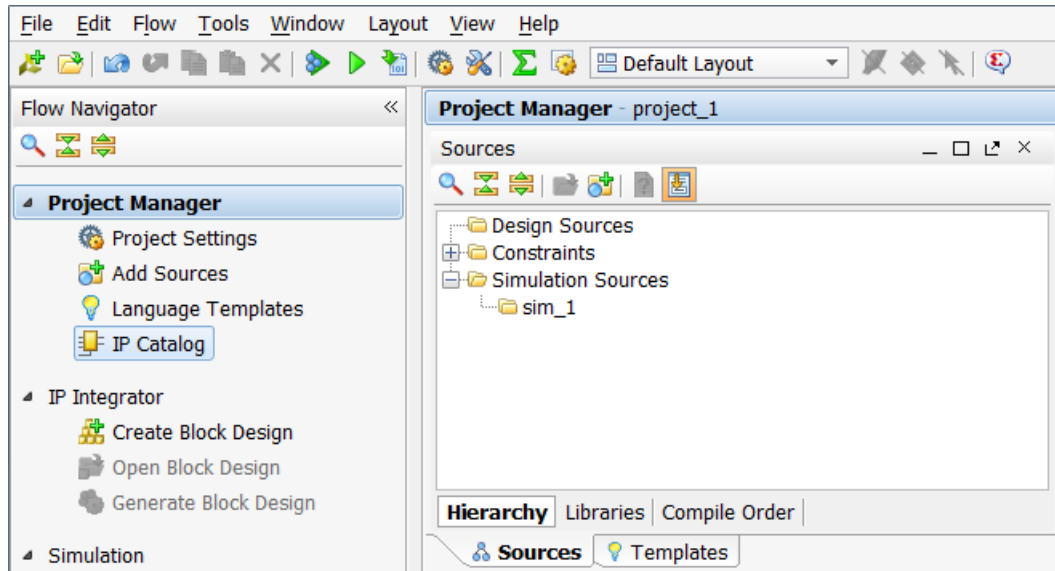 File Edit Flow Tools Window Layout View Help
Default Layout
Flow Navigator
Project Manager - project_1
Sources
Project Manager
Project Settings
Add Sources
Language Templates
IP Catalog
IP Integrator
Create Block Design
Open Block Design
Generate Block Design
Simulation
Design Sources
Constraints
Simulation Sources
sim_1
Hierarchy Libraries Compile Order
Sources Templates